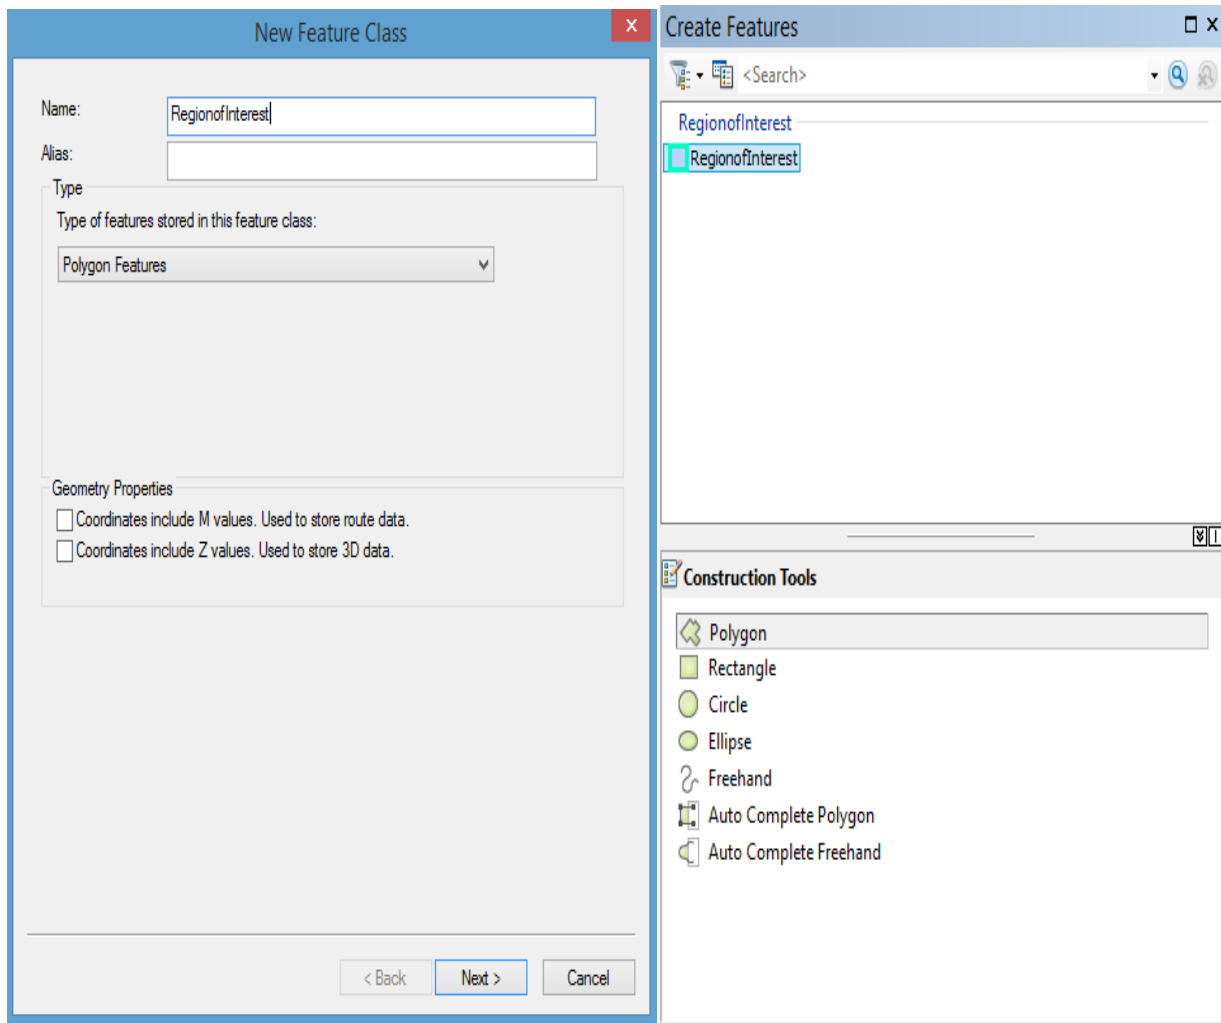 New Feature Class
x
Name:
RegionofInterest
Alias:
Type
Type of features stored in this feature class:
Polygon Features
Geometry Properties
Coordinates include M values. Used to store route data.
Coordinates include Z values. Used to store 3D data.
< Back
Next >
Cancel
Create Features
<Search>
RegionofInterest
RegionofInterest
Construction Tools
Polygon
Rectangle
Circle
Ellipse
Freehand
Auto Complete Polygon
Auto Complete Freehand